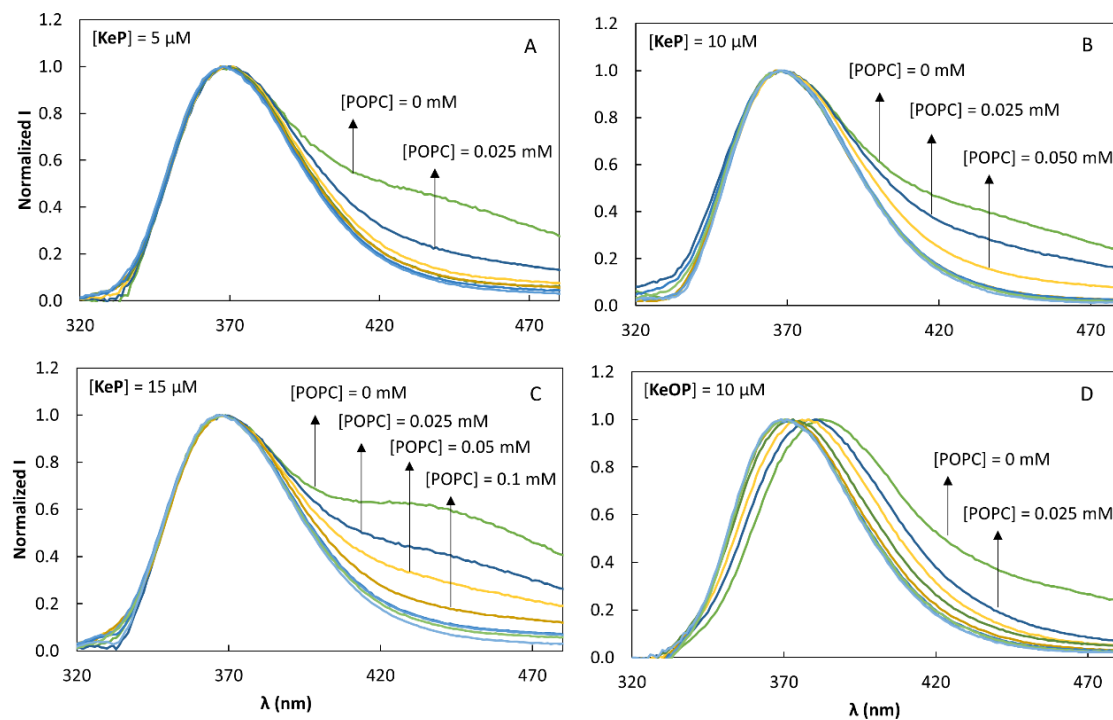 [KeP] = 5 µM
A
[POPC] = 0 mM
[POPC] = 0.025 mM
Normalized I
1.2
1.0
0.8
0.6
0.4
0.2
0.0
320
370
420
470
[KeP] = 10 µM
B
[POPC] = 0 mM
[POPC] = 0.025 mM
[POPC] = 0.050 mM
1.2
1.0
0.8
0.6
0.4
0.2
0.0
320
370
420
470
[KeP] = 15 µM
C
[POPC] = 0 mM
[POPC] = 0.025 mM
[POPC] = 0.05 mM
[POPC] = 0.1 mM
Normalized I
1.2
1.0
0.8
0.6
0.4
0.2
0.0
320
370
420
470
λ (nm)
[KeOP] = 10 µM
D
[POPC] = 0 mM
[POPC] = 0.025 mM
1.2
1.0
0.8
0.6
0.4
0.2
0.0
320
370
420
470
λ (nm)